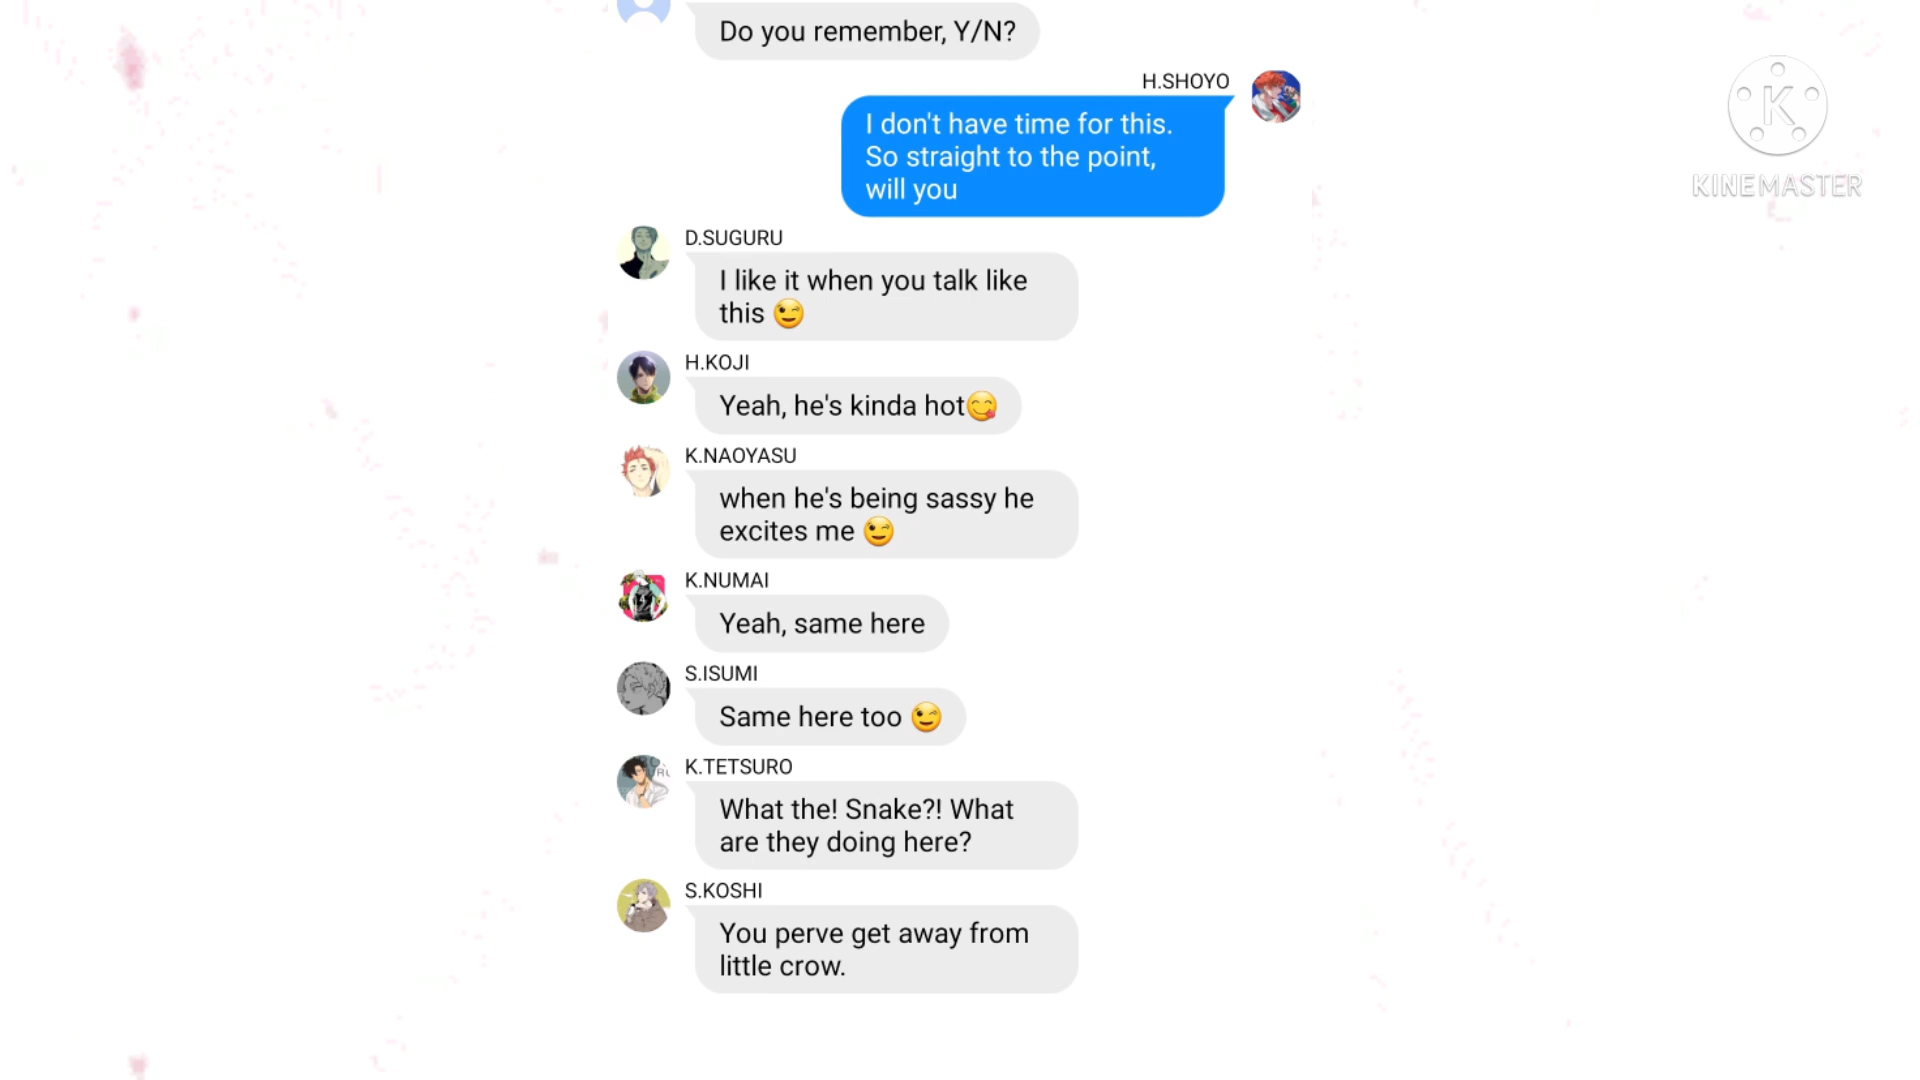 Do you remember, Y/N?
H.SHOYO
I don't have time for this.
So straight to the point,
will you
D.SUGURU
I like it when you talk like
this 😉
H.KOJI
Yeah, he's kinda hot😋
K.NAOYASU
when he's being sassy he
excites me 😉
K.NUMAI
Yeah, same here
S.ISUMI
Same here too 😉
K.TETSURO
What the! Snake?! What
are they doing here?
S.KOSHI
You perve get away from
little crow.
K
KINEMASTER